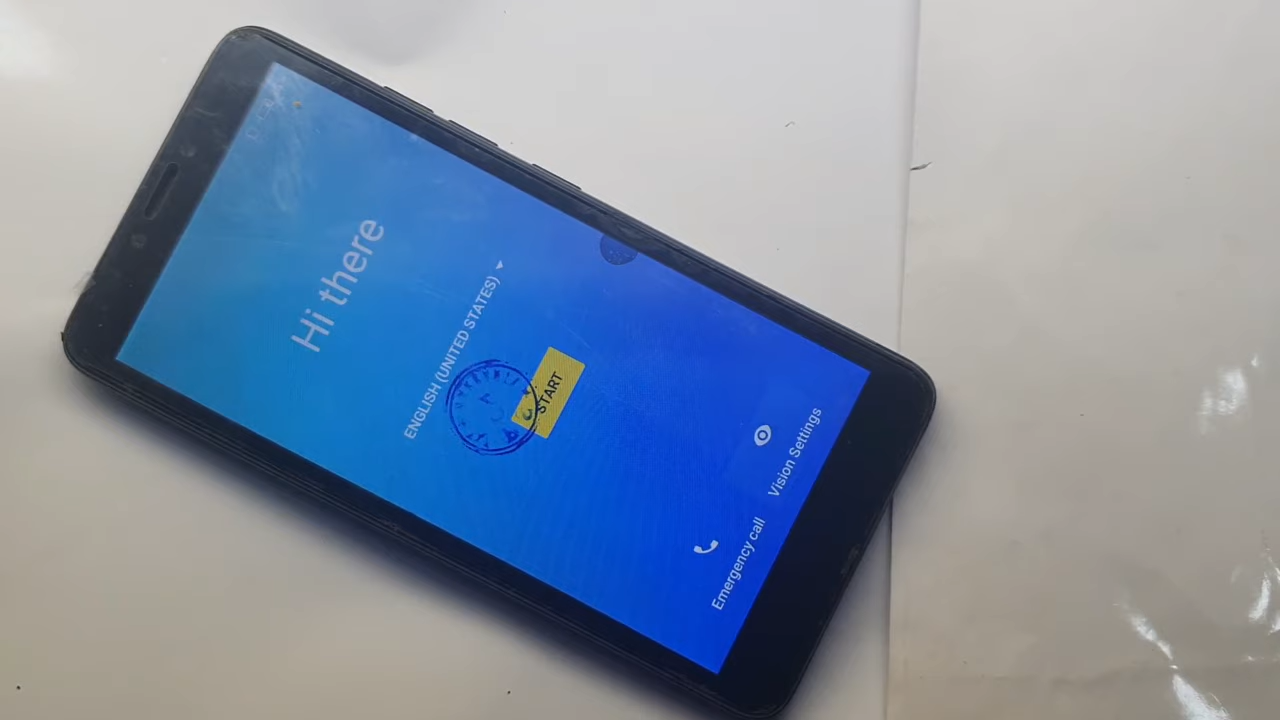 Hi there
ENGLISH (UNITED STATES)
START
Emergency call
Vision Settings